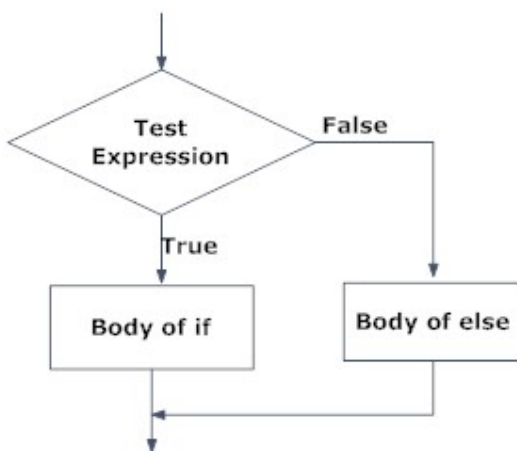 Test
Expression
False
True
Body of if
Body of else